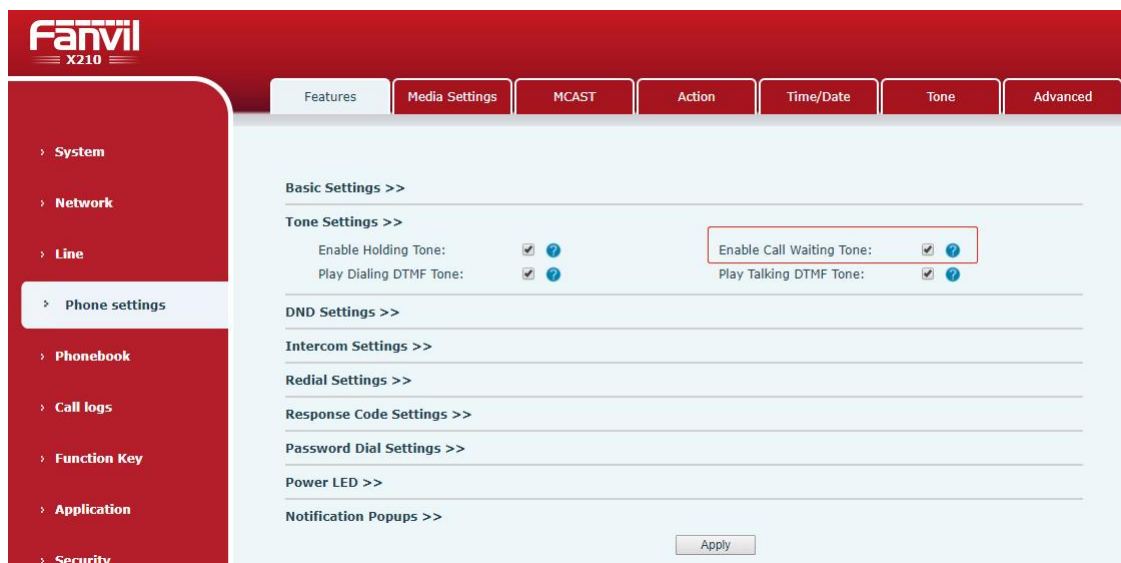 Fanvil
X210
Features Media Settings MCAST Action Time/Date Tone Advanced
› System
› Network
› Line
› Phone settings
› Phonebook
› Call logs
› Function Key
› Application
› Security
Basic Settings >>
Tone Settings >>
Enable Holding Tone: ? Enable Call Waiting Tone: ?
Play Dialing DTMF Tone: ? Play Talking DTMF Tone: ?
DND Settings >>
Intercom Settings >>
Redial Settings >>
Response Code Settings >>
Password Dial Settings >>
Power LED >>
Notification Popups >>
Apply